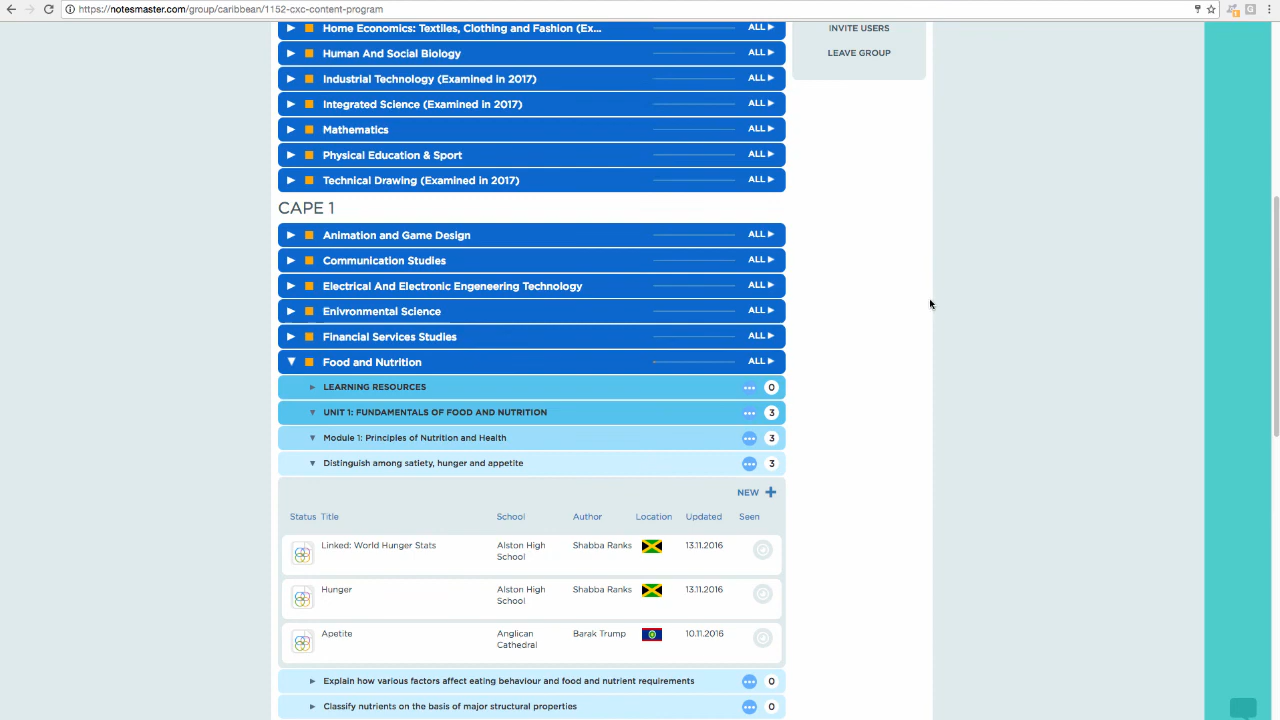 https://notesmaster.com/group/caribbean/1152-cxc-content-program
Home Economics: Textiles, Clothing and Fashion (Ex... ALL
INVITE USERS
Human And Social Biology ALL
LEAVE GROUP
Industrial Technology (Examined in 2017) ALL
Integrated Science (Examined in 2017) ALL
Mathematics ALL
Physical Education & Sport ALL
Technical Drawing (Examined in 2017) ALL
CAPE 1
Animation and Game Design ALL
Communication Studies ALL
Electrical And Electronic Engeneering Technology ALL
Enivronmental Science ALL
Financial Services Studies ALL
Food and Nutrition ALL
LEARNING RESOURCES 0
UNIT 1: FUNDAMENTALS OF FOOD AND NUTRITION 3
Module 1: Principles of Nutrition and Health 3
Distinguish among satiety, hunger and appetite 3
NEW +
Status Title School Author Location Updated Seen
Linked: World Hunger Stats Alston High Shabba Ranks 13.11.2016
School
Hunger Alston High Shabba Ranks 13.11.2016
School
Apetite Anglican Barak Trump 10.11.2016
Cathedral
Explain how various factors affect eating behaviour and food and nutrient requirements 0
Classify nutrients on the basis of major structural properties 0